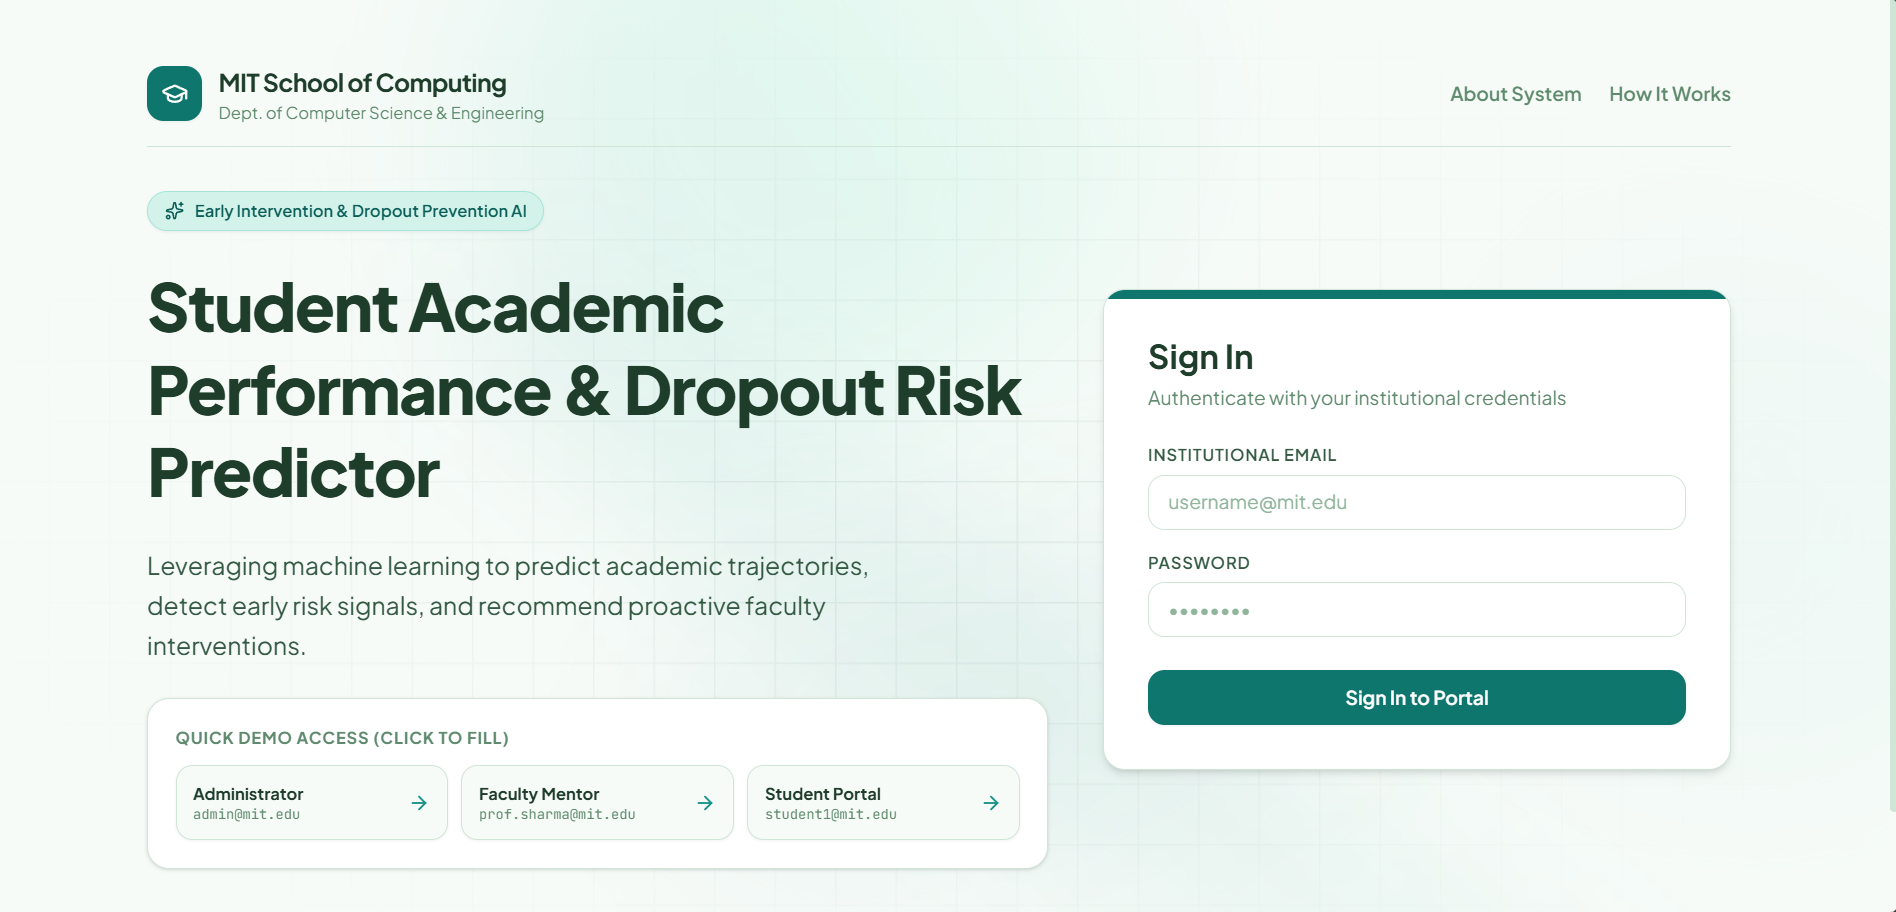 MIT School of Computing
Dept. of Computer Science & Engineering
About System
How It Works
Early Intervention & Dropout Prevention AI
Student Academic
Performance & Dropout Risk
Predictor
Leveraging machine learning to predict academic trajectories,
detect early risk signals, and recommend proactive faculty
interventions.
QUICK DEMO ACCESS (CLICK TO FILL)
Administrator
admin@mit.edu
Faculty Mentor
prof.sharma@mit.edu
Student Portal
student1@mit.edu
Sign In
Authenticate with your institutional credentials
INSTITUTIONAL EMAIL
username@mit.edu
PASSWORD
••••••••
Sign In to Portal